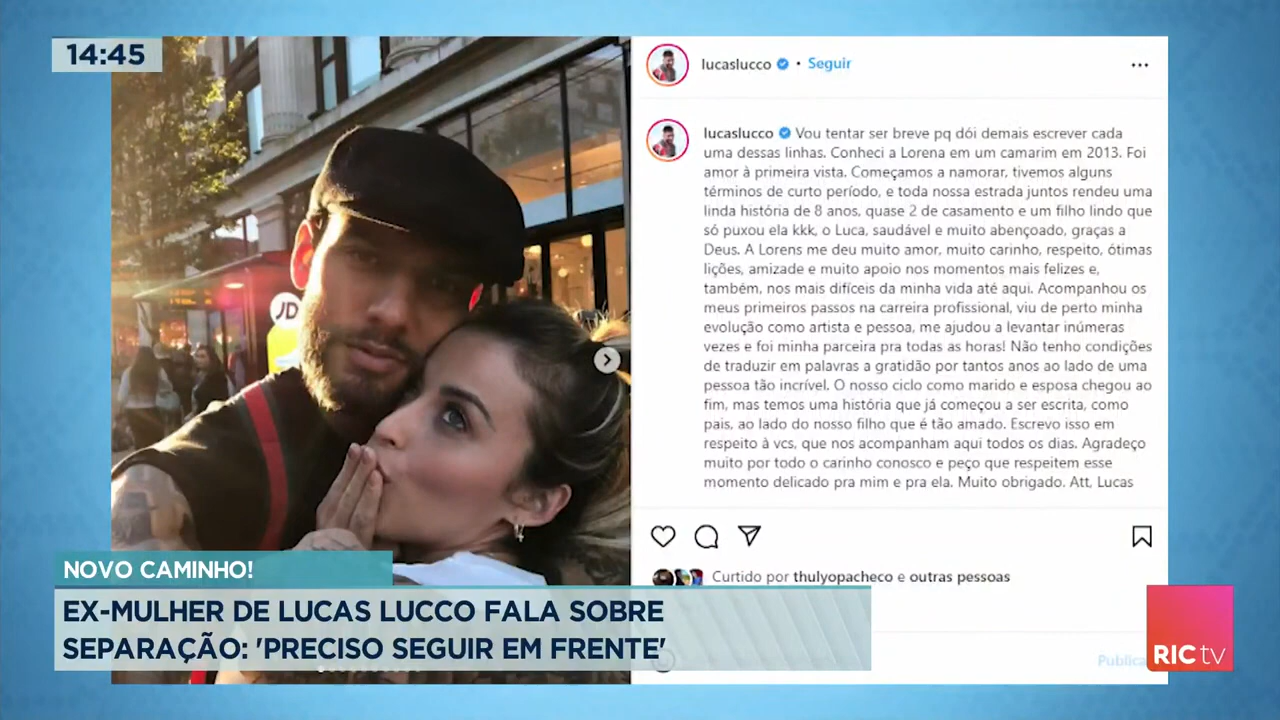 14:45
JD
lucaslucco • Seguir
lucaslucco Vou tentar ser breve pq dói demais escrever cada
uma dessas linhas. Conheci a Lorena em um camarim em 2013. Foi
amor à primeira vista. Começamos a namorar, tivemos alguns
términos de curto período, e toda nossa estrada juntos rendeu uma
linda história de 8 anos, quase 2 de casamento e um filho lindo que
só puxou ela kkk, o Luca, saudável e muito abençoado, graças a
Deus. A Lorens me deu muito amor, muito carinho, respeito, ótimas
lições, amizade e muito apoio nos momentos mais felizes e,
também, nos mais difíceis da minha vida até aqui. Acompanhou os
meus primeiros passos na carreira profissional, viu de perto minha
evolução como artista e pessoa, me ajudou a levantar inúmeras
vezes e foi minha parceira pra todas as horas! Não tenho condições
de traduzir em palavras a gratidão por tantos anos ao lado de uma
pessoa tão incrível. O nosso ciclo como marido e esposa chegou ao
fim, mas temos uma história que já começou a ser escrita, como
pais, ao lado do nosso filho que é tão amado. Escrevo isso em
respeito à vcs, que nos acompanham aqui todos os dias. Agradeço
muito por todo o carinho conosco e peço que respeitem esse
momento delicado pra mim e pra ela. Muito obrigado. Att, Lucas
Curtido por thulyopacheco e outras pessoas
NOVO CAMINHO!
EX-MULHER DE LUCAS LUCCO FALA SOBRE
SEPARAÇÃO: 'PRECISO SEGUIR EM FRENTE'
Publica
RIC tv